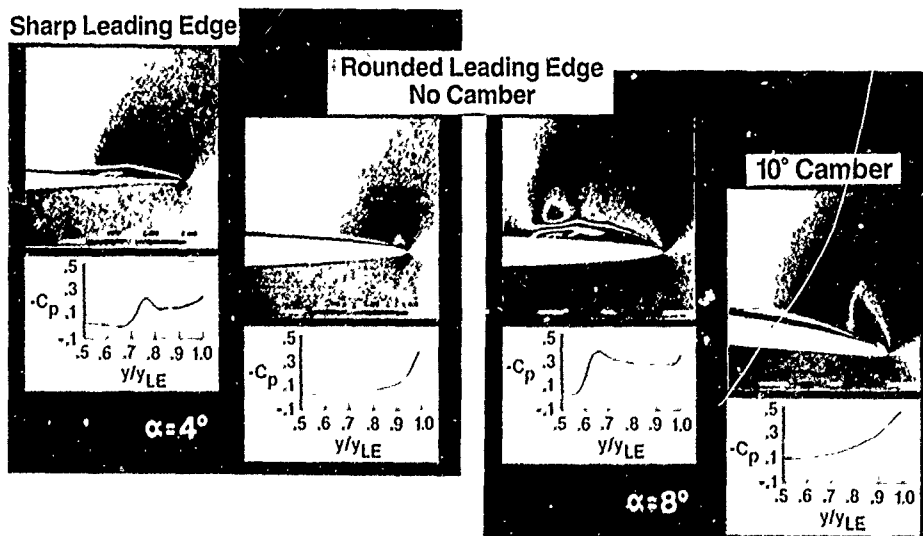 Sharp Leading Edge
Rounded Leading Edge
No Camber
10° Camber
.5
.3
-Cp
.1
-.1
.5 .6 .7 .8 .9 1.0
y/yLE
α=4°
.5
.3
-Cp
.1
-.1
.5 .6 .7 .8 .9 1.0
y/yLE
.5
.3
-Cp
.1
-.1
.5 .6 .7 .8 .9 1.0
y/yLE
α=8°
.5
.3
-Cp
.1
-.1
.5 .6 .7 .8 .9 1.0
y/yLE